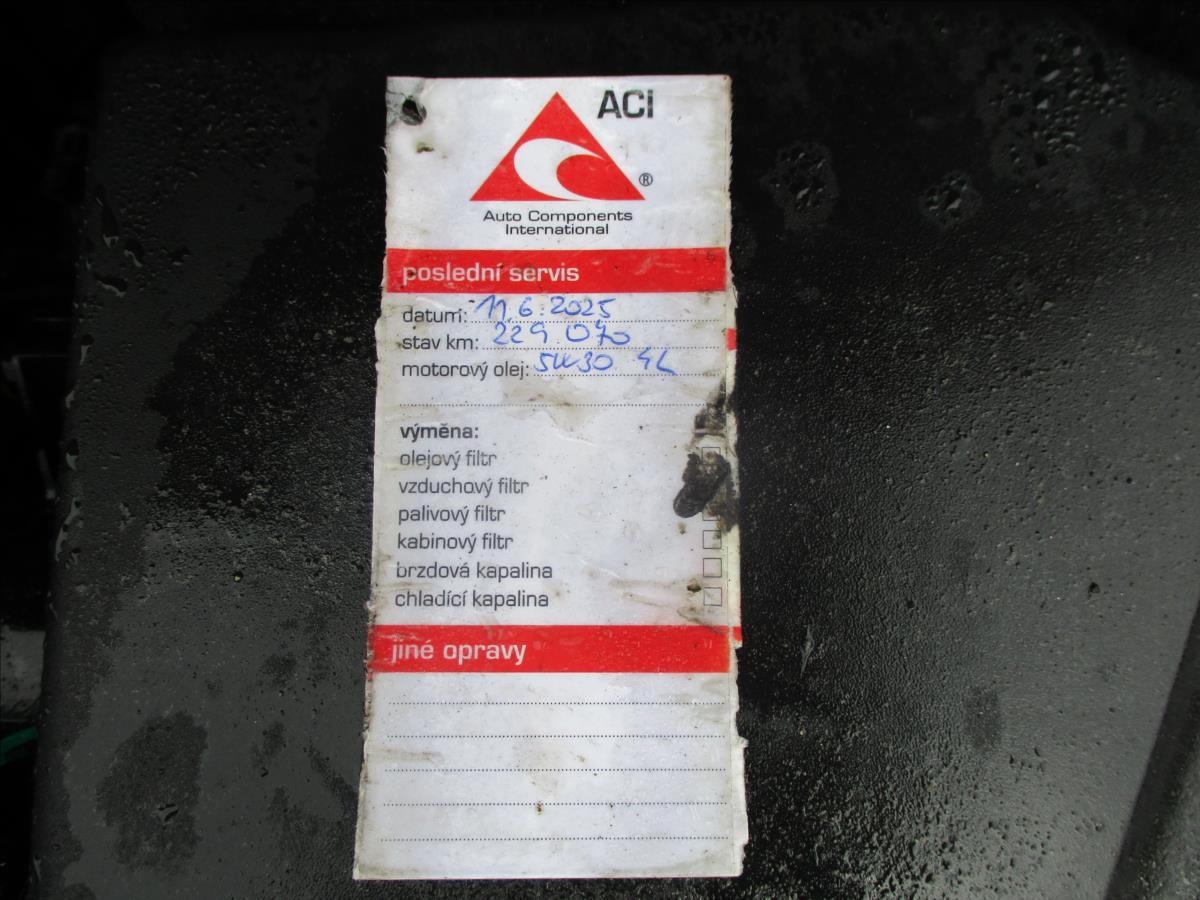 ACI
®
Auto Components
International
poslední servis
datum: 11.6.2025
stav km: 229 070
motorový olej: 5W30 4L
výměna:
olejový filtr
vzduchový filtr
palivový filtr
kabinový filtr
brzdová kapalina
chladící kapalina
jiné opravy